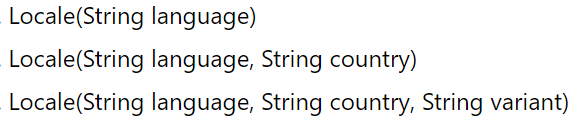 . Locale(String language)
. Locale(String language, String country)
. Locale(String language, String country, String variant)